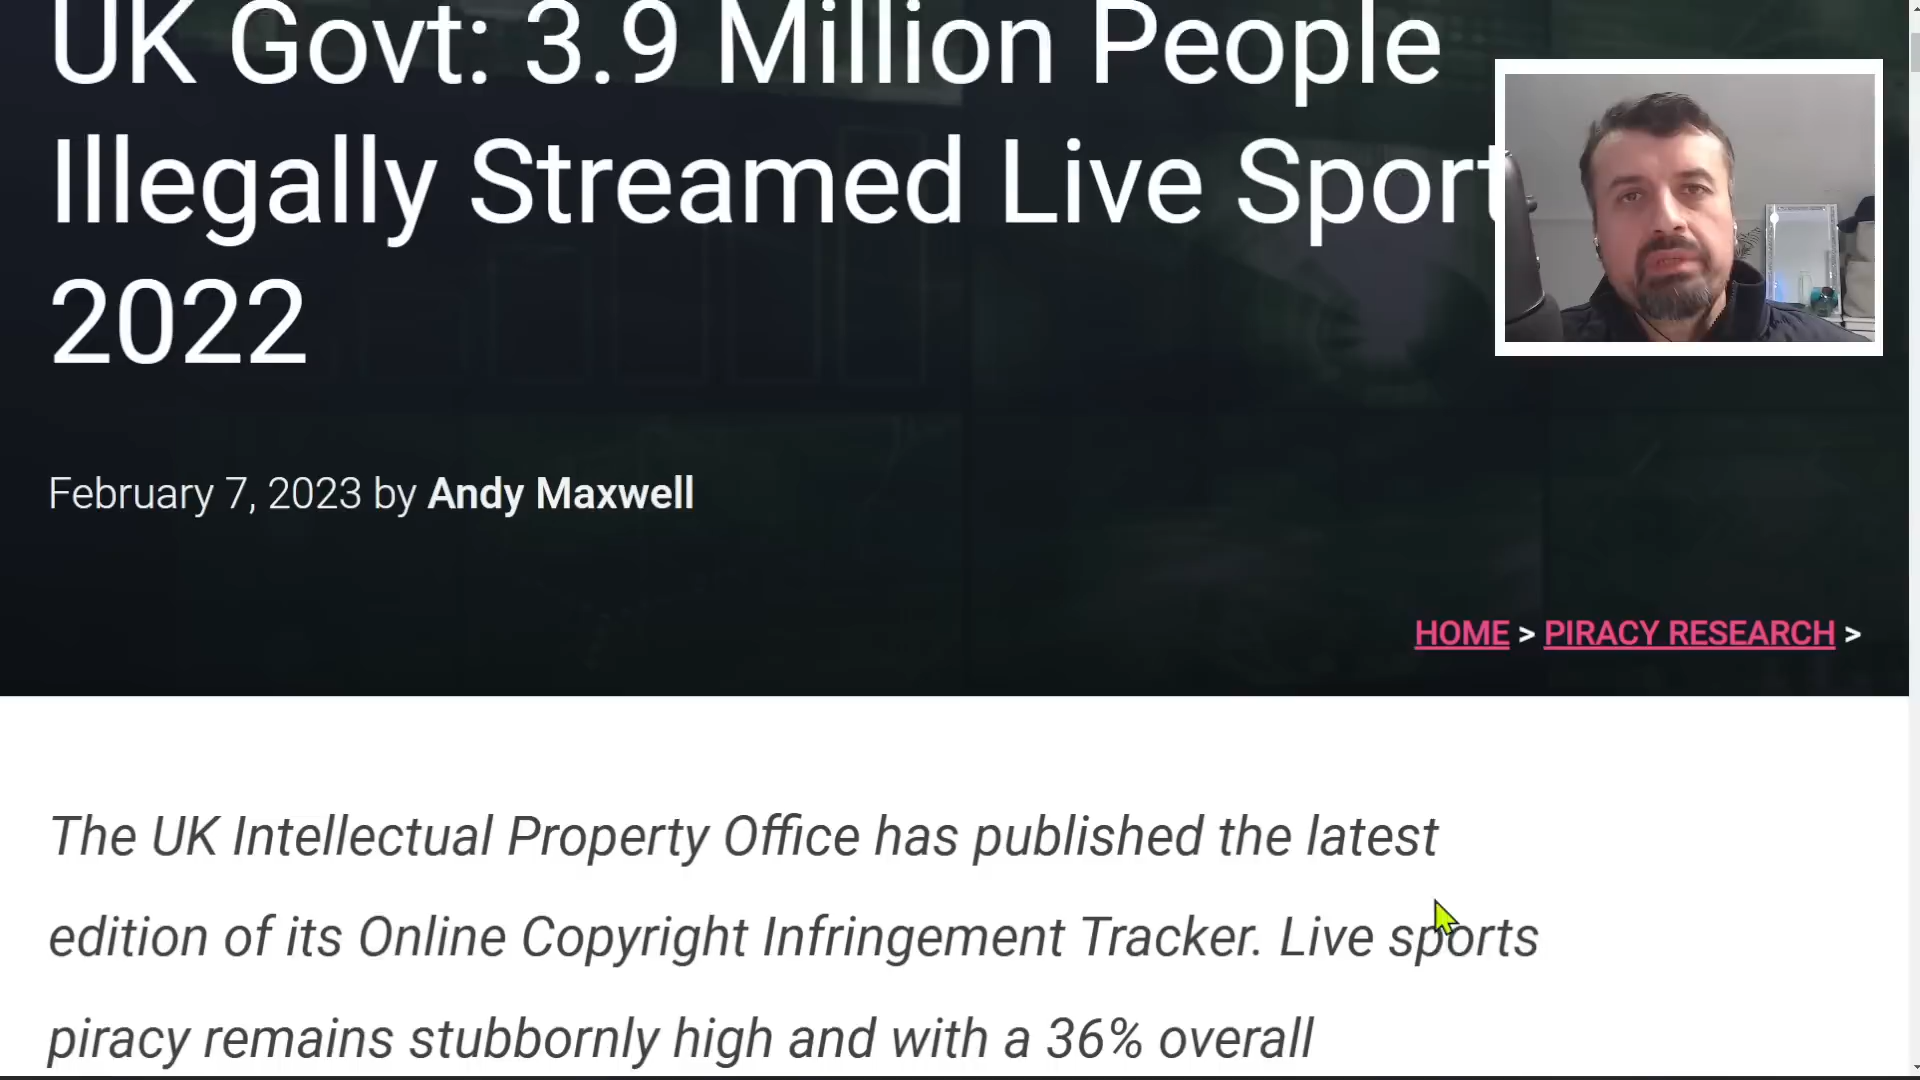 UK Govt: 3.9 Million People
Illegally Streamed Live Sport
2022
February 7, 2023 by Andy Maxwell
HOME > PIRACY RESEARCH >
The UK Intellectual Property Office has published the latest
edition of its Online Copyright Infringement Tracker. Live sports
piracy remains stubbornly high and with a 36% overall